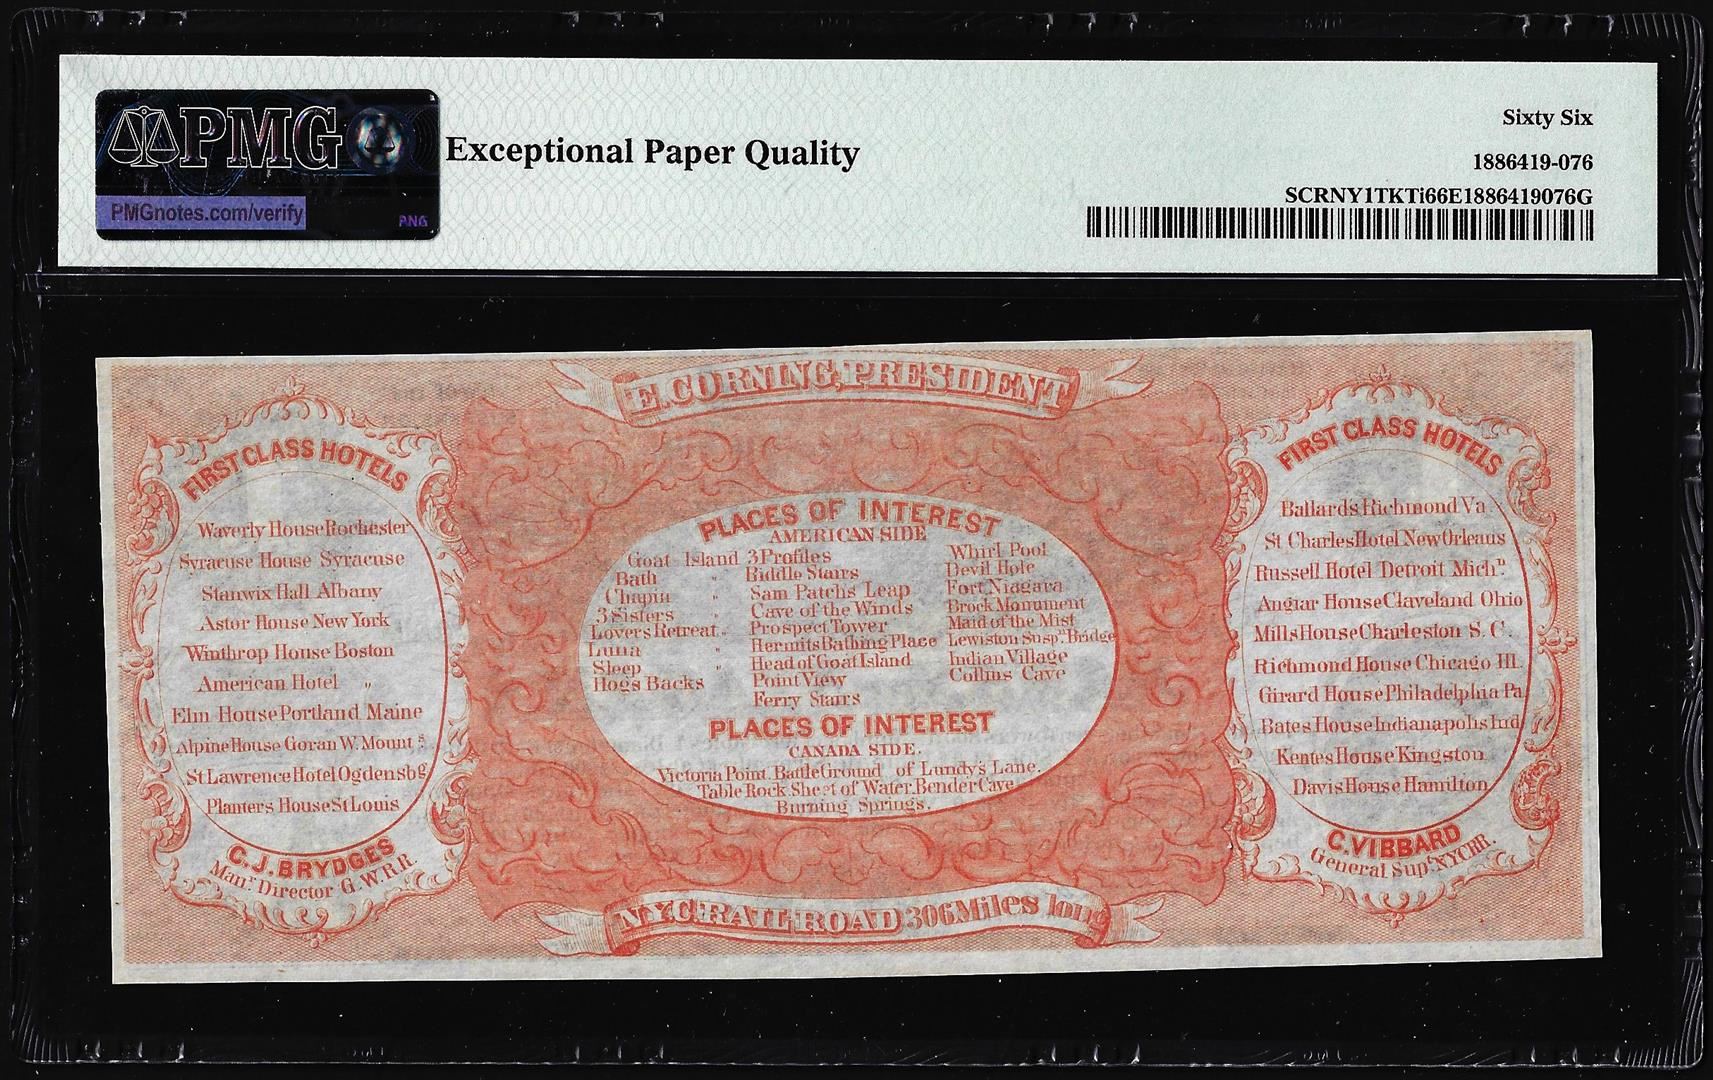 PMG
PMGnotes.com/verify
PNG
Exceptional Paper Quality
Sixty Six
1886419-076
SCRNY1TKTi66E1886419076G
E. CORNING, PRESIDENT
FIRST CLASS HOTELS
Waverly House Rochester
Syracuse House Syracuse
Stanwix Hall Albany
Astor House New York
Winthrop House Boston
American Hotel "
Elm House Portland Maine
Alpine House Goran W. Mount s
St Lawrence Hotel Ogdensbg
Planters House St Louis
C. J. BRYDGES
Man.r Director G. W R.R.
PLACES OF INTEREST
AMERICAN SIDE
Goat Island 3 Profiles Whirl Pool
Bath " Biddle Stairs Devil Hole
Chapin " Sam Patchs Leap Fort Niagara
3 Sisters " Cave of the Winds Brock Monument
Lovers Retreat " Prospect Tower Maid of the Mist
Luna " Hermits Bathing Place Lewiston Susp.n Bridge
Sleep " Head of Goat Island Indian Village
Hogs Backs Point View Collins Cave
Ferry Stairs
PLACES OF INTEREST
CANADA SIDE.
Victoria Point. Battle Ground of Lundy's Lane.
Table Rock. Sheet of Water. Bender Cave
Burning Springs.
N.Y.C. RAIL ROAD 306 Miles long
FIRST CLASS HOTELS
Ballard's Richmond Va.
St Charles Hotel New Orleans
Russell Hotel Detroit Mich.n
Angiar House Claveland Ohio
Mills House Charleston S. C.
Richmond House Chicago Ill.
Girard House Philadelphia Pa.
Bates House Indianapolis Ind
Kentes House Kingston
Davis House Hamilton
C. VIBBARD
General Sup.t NYCRR.